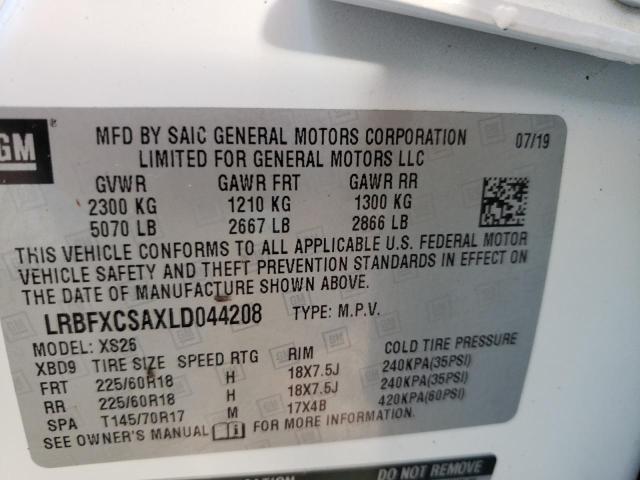 GM
MFD BY SAIC GENERAL MOTORS CORPORATION 07/19
LIMITED FOR GENERAL MOTORS LLC
GVWR GAWR FRT GAWR RR
2300 KG 1210 KG 1300 KG
5070 LB 2667 LB 2866 LB
THIS VEHICLE CONFORMS TO ALL APPLICABLE U.S. FEDERAL MOTOR
VEHICLE SAFETY AND THEFT PREVENTION STANDARDS IN EFFECT ON
THE DATE OF MANUFACTURE SHOWN ABOVE.
LRBFXCSAXLD044208 TYPE: M.P.V.
MODEL: XS26
XBD9 TIRE SIZE SPEED RTG RIM COLD TIRE PRESSURE
FRT 225/60R18 H 18X7.5J 240KPA(35PSI)
RR 225/60R18 H 18X7.5J 240KPA(35PSI)
SPA T145/70R17 M 17X4B 420KPA(60PSI)
SEE OWNER'S MANUAL FOR MORE INFORMATION.
DO NOT REMOVE